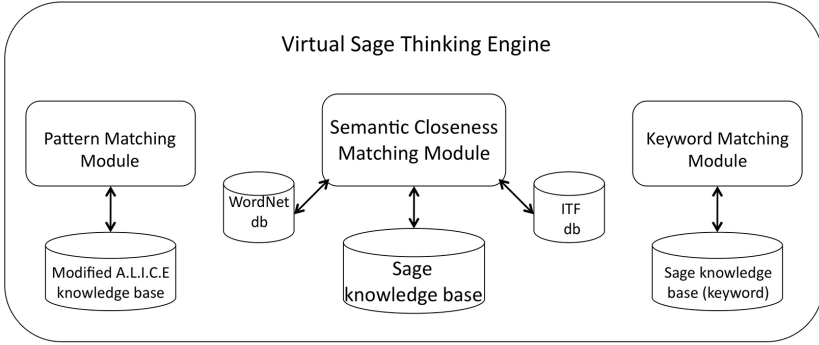 Virtual Sage Thinking Engine
Pattern Matching
Module
Semantic Closeness
Matching Module
Keyword Matching
Module
WordNet
db
ITF
db
Modified A.L.I.C.E
knowledge base
Sage
knowledge base
Sage knowledge
base (keyword)